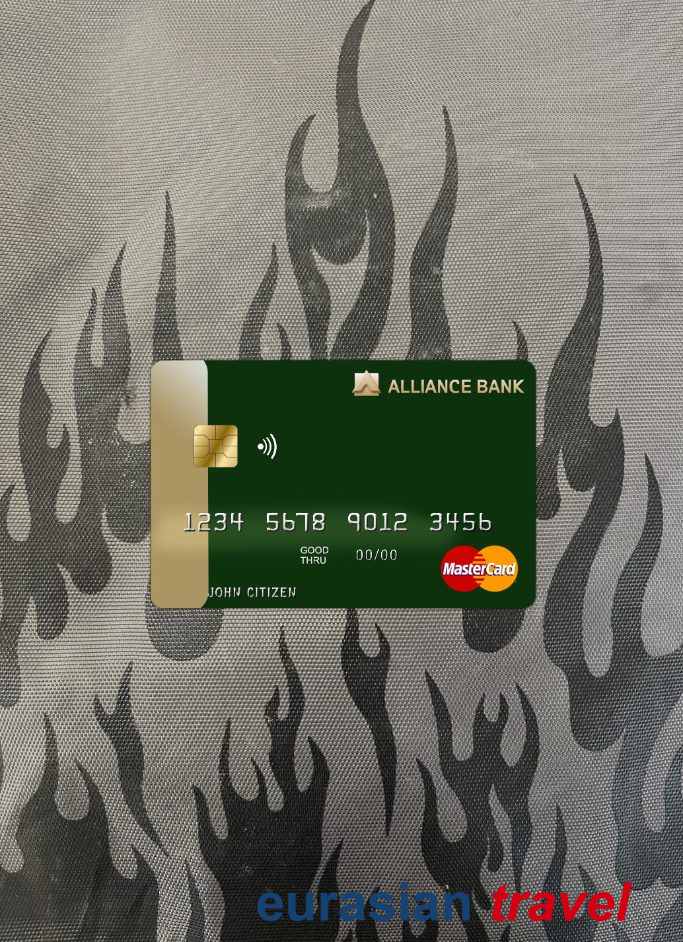 ALLIANCE BANK
1234 5678 9012 3456
GOOD
THRU
00/00
JOHN CITIZEN
MasterCard
eurasian travel